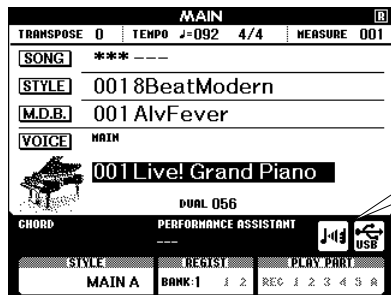 MAIN R
TRANSPOSE 0 TEMPO ♩=092 4/4 MEASURE 001
SONG ***---
STYLE 001 8BeatModern
M.D.B. 001 AlvFever
VOICE MAIN
001 Live! Grand Piano
DUAL 056
CHORD PERFORMANCE ASSISTANT
---
USB
STYLE REGIST PLAY PART
MAIN A BANK:1 1 2 REC 1 2 3 4 5 A